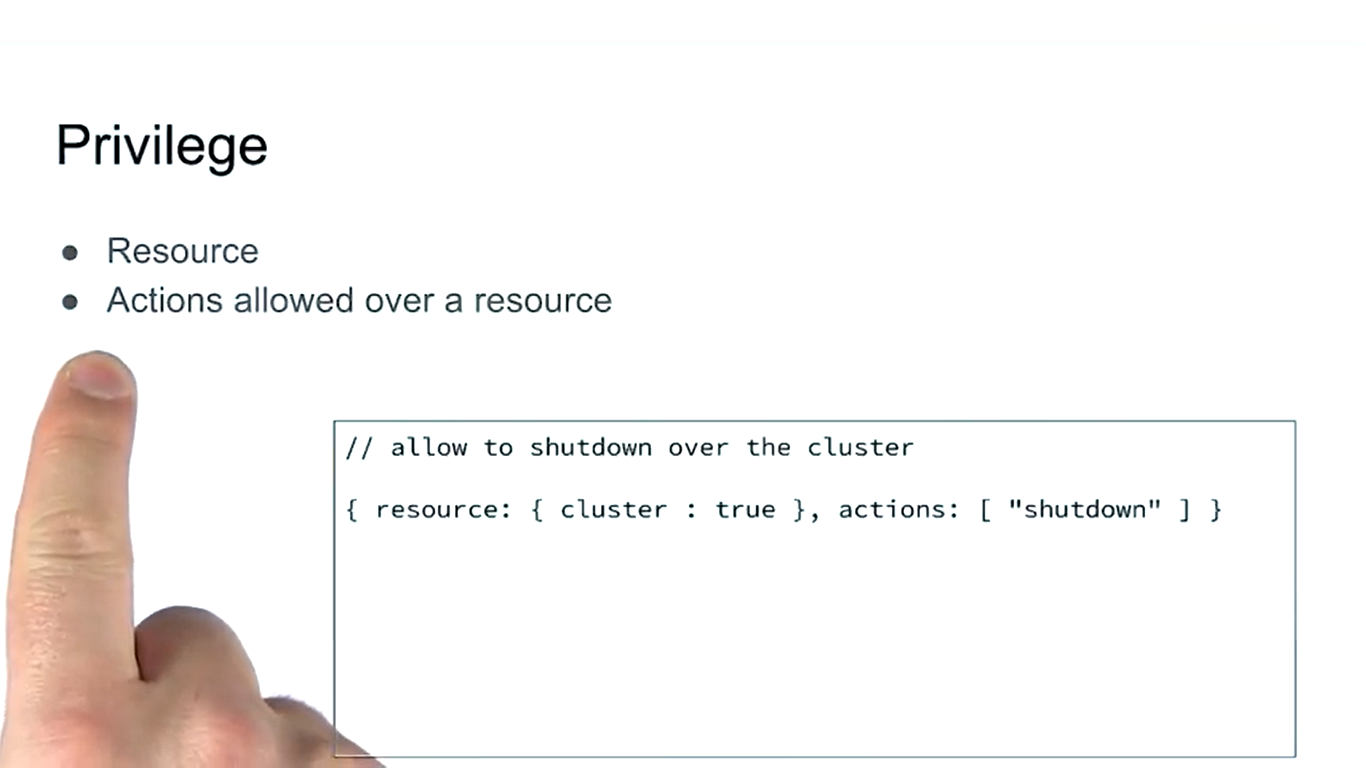 Privilege
● Resource
● Actions allowed over a resource
// allow to shutdown over the cluster
{ resource: { cluster : true }, actions: [ "shutdown" ] }